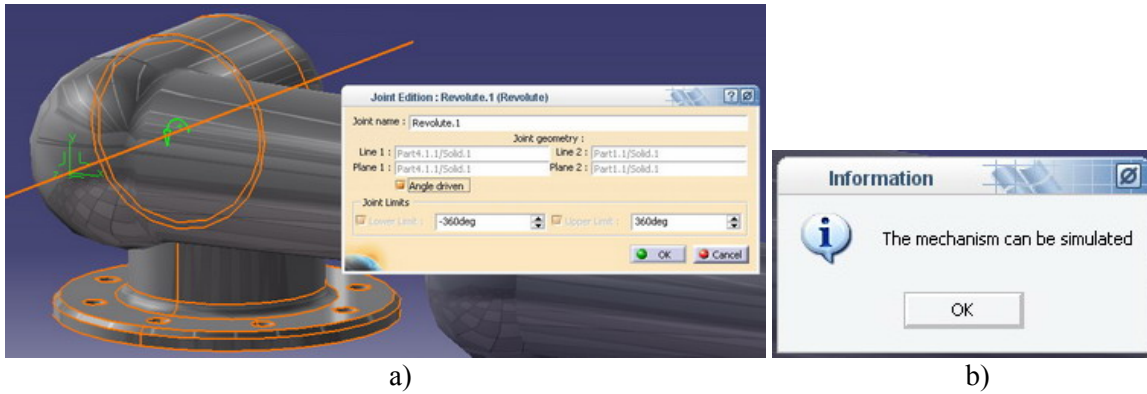 Joint Edition : Revolute.1 (Revolute)
Joint name : Revolute.1
Joint geometry :
Line 1 : Part4.1.1/Solid.1 Line 2 : Part1.1/Solid.1
Plane 1 : Part4.1.1/Solid.1 Plane 2 : Part1.1/Solid.1
Angle driven
Joint Limits
Lower Limit : -360deg Upper Limit : 360deg
OK Cancel
y
a)
Information
The mechanism can be simulated
OK
b)